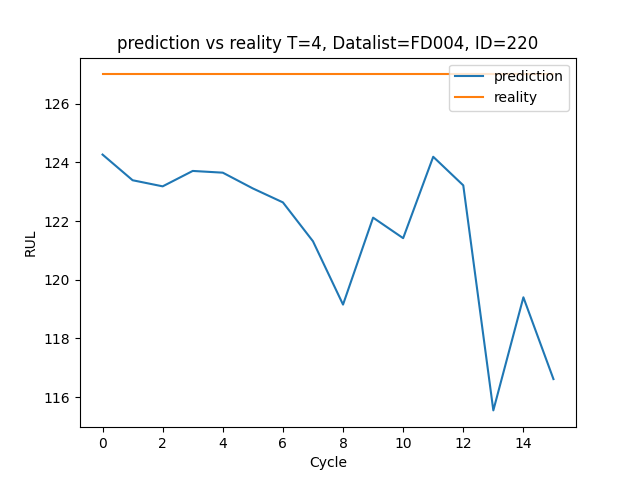 prediction vs reality T=4, Datalist=FD004, ID=220
prediction
reality
RUL
126
124
122
120
118
116
0 2 4 6 8 10 12 14
Cycle